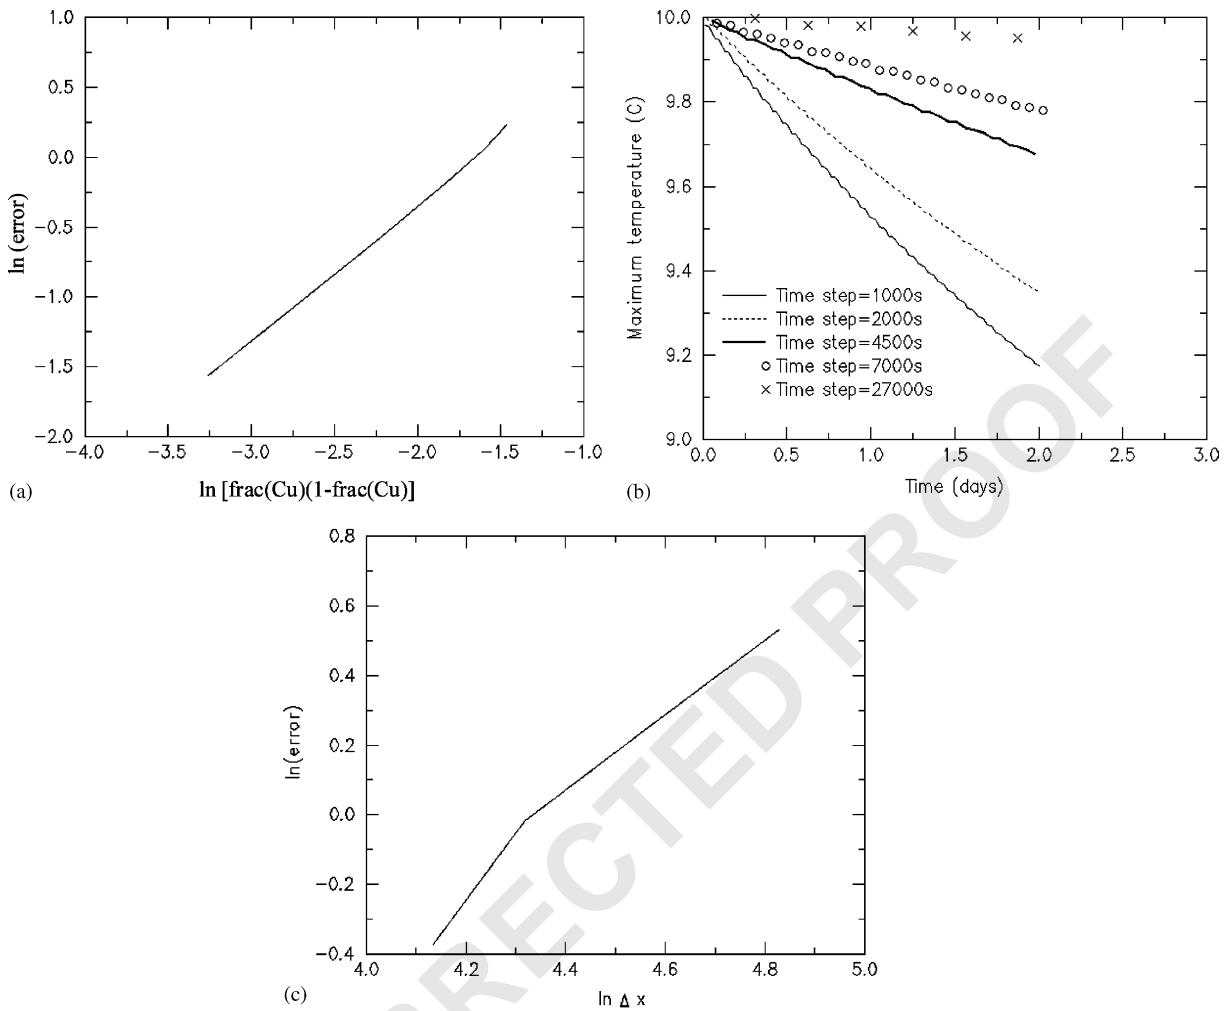 1.0
0.5
0.0
−0.5
−1.0
−1.5
−2.0
ln (error)
−4.0 −3.5 −3.0 −2.5 −2.0 −1.5 −1.0
ln [frac(Cu)(1-frac(Cu)]
(a)
10.0
9.8
9.6
9.4
9.2
9.0
Maximum temperature (C)
Time step=1000s
Time step=2000s
Time step=4500s
Time step=7000s
Time step=27000s
0.0 0.5 1.0 1.5 2.0 2.5 3.0
Time (days)
(b)
0.8
0.6
0.4
0.2
0.0
−0.2
−0.4
ln(error)
4.0 4.2 4.4 4.6 4.8 5.0
ln Δ x
(c)
RRECTED PROOF